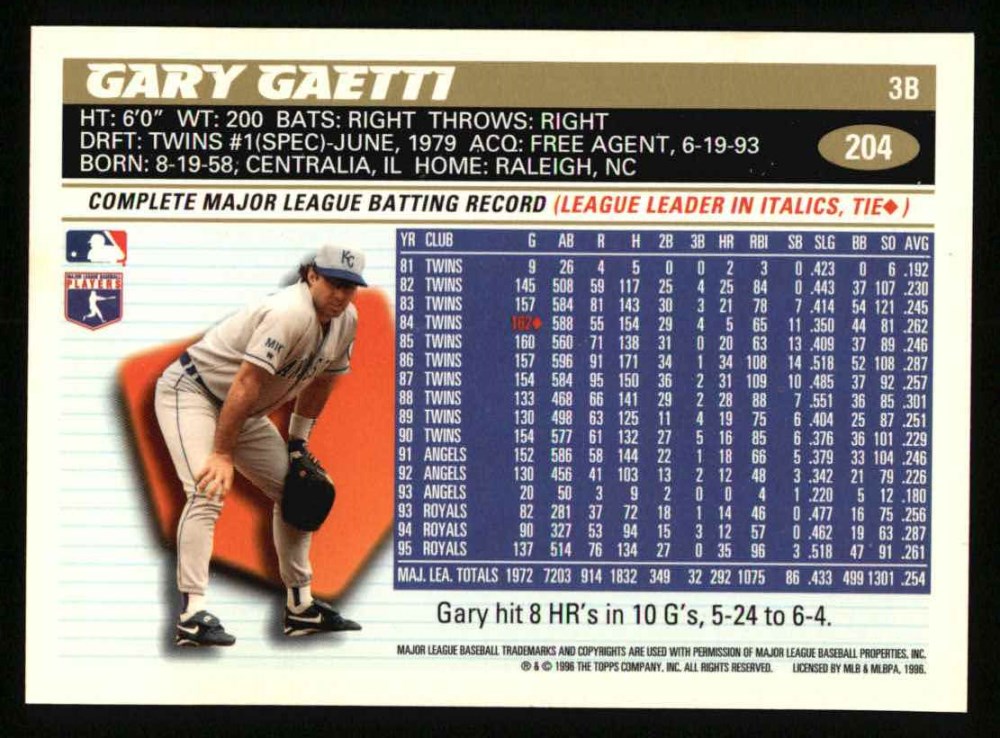 GARY GAETTI
3B
HT: 6'0" WT: 200 BATS: RIGHT THROWS: RIGHT
DRFT: TWINS #1(SPEC)-JUNE, 1979 ACQ: FREE AGENT, 6-19-93
BORN: 8-19-58, CENTRALIA, IL HOME: RALEIGH, NC
204
COMPLETE MAJOR LEAGUE BATTING RECORD (LEAGUE LEADER IN ITALICS, TIE◆)
YR CLUB G AB R H 2B 3B HR RBI SB SLG BB SO AVG
81 TWINS 9 26 4 5 0 0 2 3 0 .423 0 6 .192
82 TWINS 145 508 59 117 25 4 25 84 0 .443 37 107 .230
83 TWINS 157 584 81 143 30 3 21 78 7 .414 54 121 .245
84 TWINS 162◆ 588 55 154 29 4 5 65 11 .350 44 81 .262
85 TWINS 160 560 71 138 31 0 20 63 13 .409 37 89 .246
86 TWINS 157 596 91 171 34 1 34 108 14 .518 52 108 .287
87 TWINS 154 584 95 150 36 2 31 109 10 .485 37 92 .257
88 TWINS 133 468 66 141 29 2 28 88 7 .551 36 85 .301
89 TWINS 130 498 63 125 11 4 19 75 6 .404 25 87 .251
90 TWINS 154 577 61 132 27 5 16 85 6 .376 36 101 .229
91 ANGELS 152 586 58 144 22 1 18 66 5 .379 33 104 .246
92 ANGELS 130 456 41 103 13 2 12 48 3 .342 21 79 .226
93 ANGELS 20 50 3 9 2 0 0 4 1 .220 5 12 .180
93 ROYALS 82 281 37 72 18 1 14 46 0 .477 16 75 .256
94 ROYALS 90 327 53 94 15 3 12 57 0 .462 19 63 .287
95 ROYALS 137 514 76 134 27 0 35 96 3 .518 47 91 .261
MAJ. LEA. TOTALS 1972 7203 914 1832 349 32 292 1075 86 .433 499 1301 .254
MAJOR LEAGUE BASEBALL
PLAYERS
KC
Gary hit 8 HR's in 10 G's, 5-24 to 6-4.
MAJOR LEAGUE BASEBALL TRADEMARKS AND COPYRIGHTS ARE USED WITH PERMISSION OF MAJOR LEAGUE BASEBALL PROPERTIES, INC.
® & © 1996 THE TOPPS COMPANY, INC. ALL RIGHTS RESERVED. LICENSED BY MLB & MLBPA, 1996.